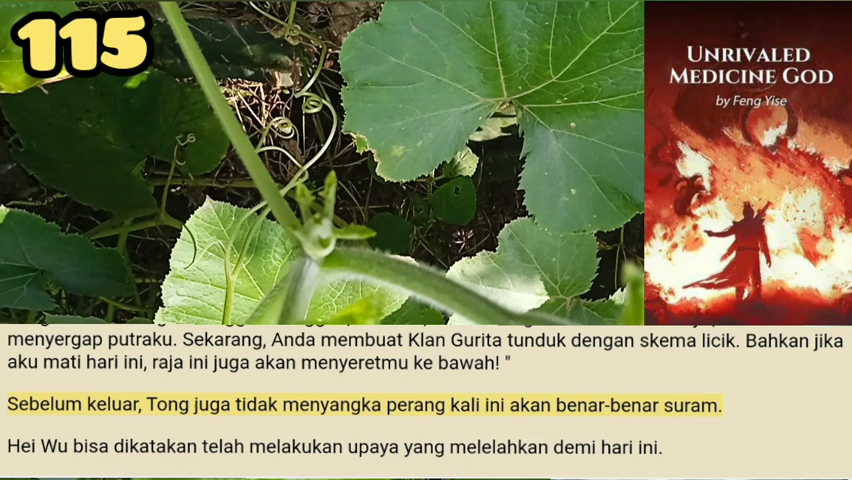 115
UNRIVALED
MEDICINE GOD
by Feng Yise
menyergap putraku. Sekarang, Anda membuat Klan Gurita tunduk dengan skema licik. Bahkan jika
aku mati hari ini, raja ini juga akan menyeretmu ke bawah! "
Sebelum keluar, Tong juga tidak menyangka perang kali ini akan benar-benar suram.
Hei Wu bisa dikatakan telah melakukan upaya yang melelahkan demi hari ini.